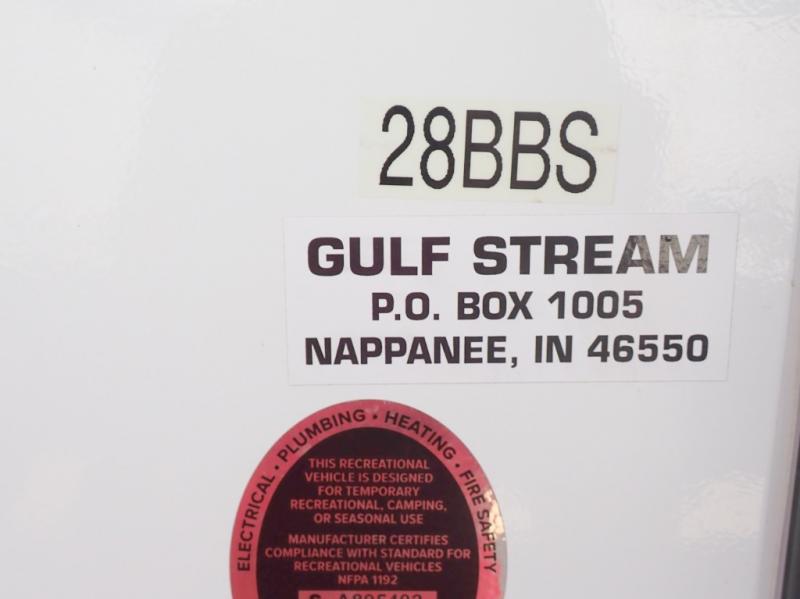 28BBS
GULF STREAM
P.O. BOX 1005
NAPPANEE, IN 46550
ELECTRICAL • PLUMBING • HEATING • FIRE SAFETY
THIS RECREATIONAL
VEHICLE IS DESIGNED
FOR TEMPORARY
RECREATIONAL, CAMPING,
OR SEASONAL USE
MANUFACTURER CERTIFIES
COMPLIANCE WITH STANDARD FOR
RECREATIONAL VEHICLES
NFPA 1192